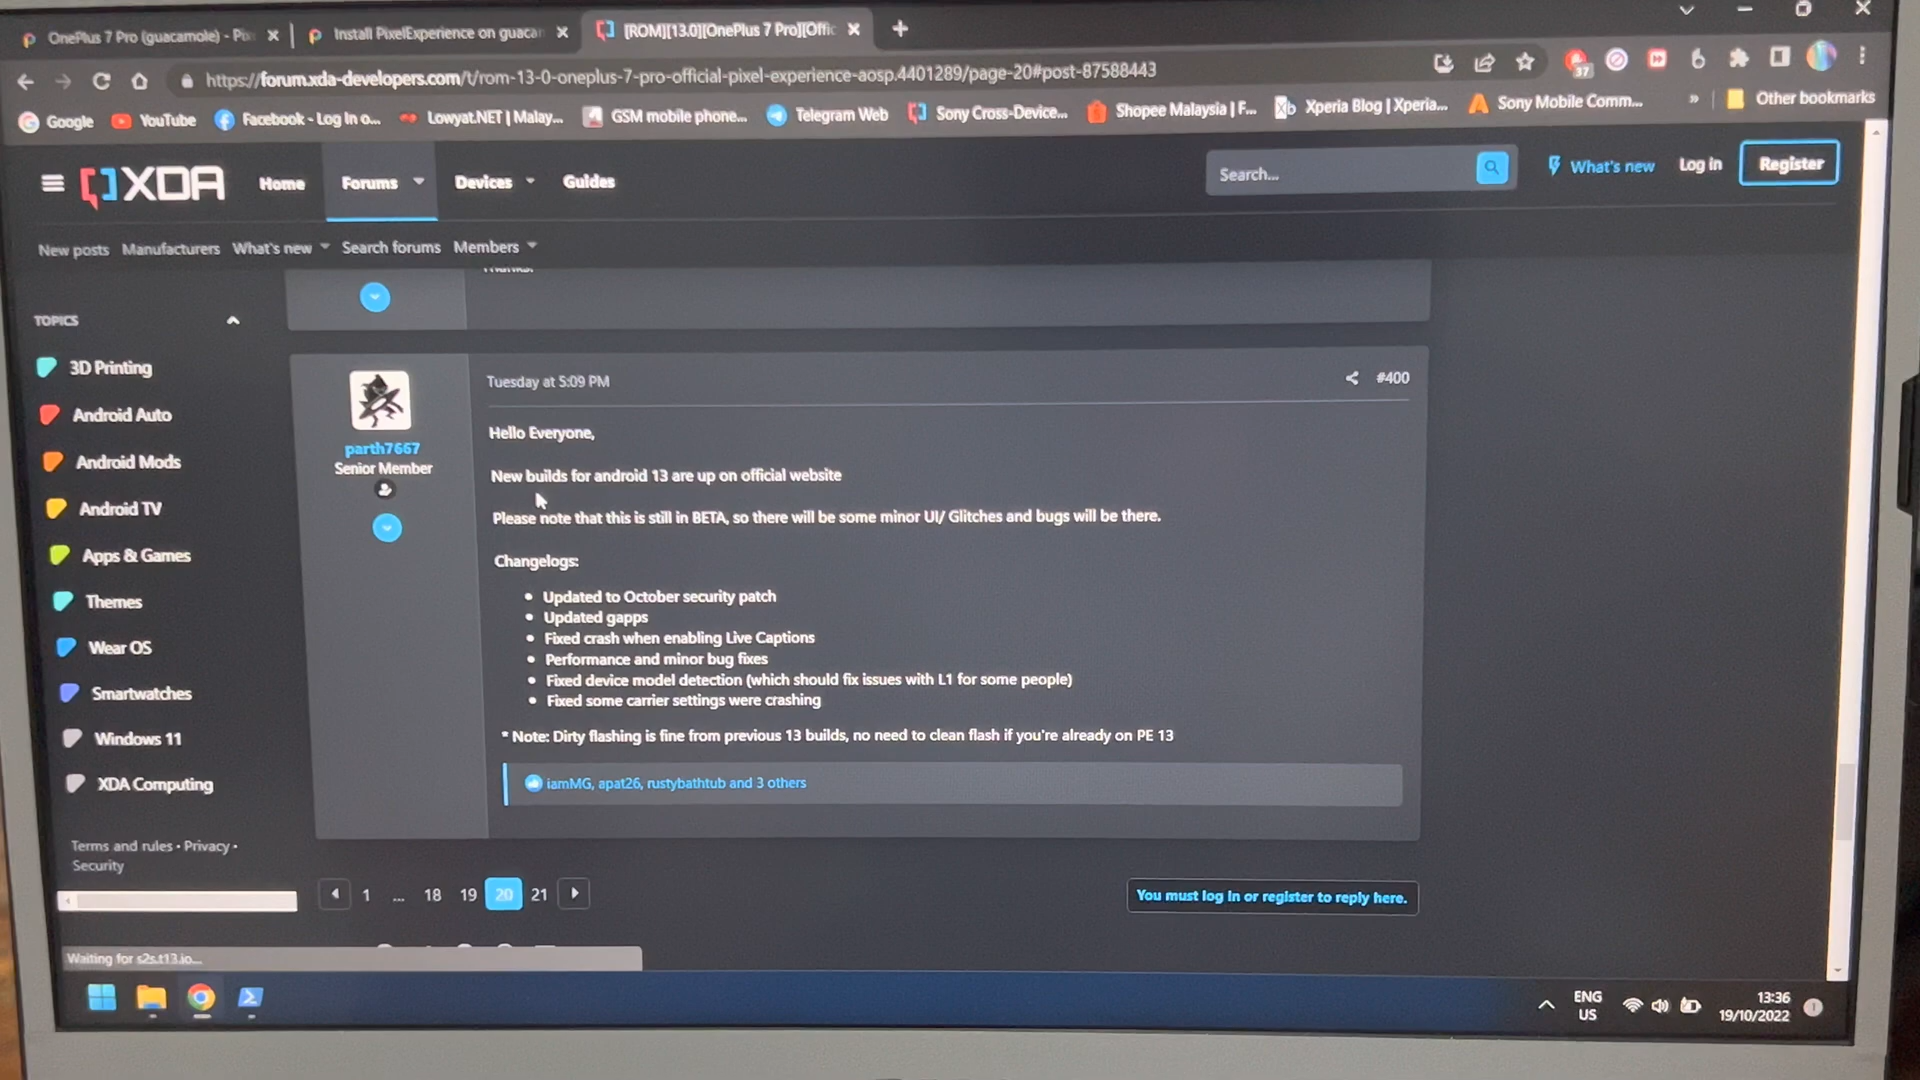 OnePlus 7 Pro (guacamole) - Pix
Install PixelExperience on guacam
[ROM][13.0][OnePlus 7 Pro][Offic
https://forum.xda-developers.com/t/rom-13-0-oneplus-7-pro-official-pixel-experience-aosp.4401289/page-20#post-87588443
37
Google
YouTube
Facebook - Log In o...
Lowyat.NET | Malay...
GSM mobile phone...
Telegram Web
Sony Cross-Device...
Shopee Malaysia | F...
Xperia Blog | Xperia...
Sony Mobile Comm...
»
Other bookmarks
XDA
Home
Forums
Devices
Guides
Search...
What's new
Log in
Register
New posts
Manufacturers
What's new
Search forums
Members
Thanks.
TOPICS
3D Printing
Android Auto
Android Mods
Android TV
Apps & Games
Themes
Wear OS
Smartwatches
Windows 11
XDA Computing
Terms and rules • Privacy •
Security
parth7667
Senior Member
Tuesday at 5:09 PM
#400
Hello Everyone,
New builds for android 13 are up on official website
Please note that this is still in BETA, so there will be some minor UI/ Glitches and bugs will be there.
Changelogs:
• Updated to October security patch
• Updated gapps
• Fixed crash when enabling Live Captions
• Performance and minor bug fixes
• Fixed device model detection (which should fix issues with L1 for some people)
• Fixed some carrier settings were crashing
* Note: Dirty flashing is fine from previous 13 builds, no need to clean flash if you're already on PE 13
iamMG, apat26, rustybathtub and 3 others
1 ... 18 19 20 21
You must log in or register to reply here.
Waiting for s2s.t13.io...
ENG
US
13:36
19/10/2022
1